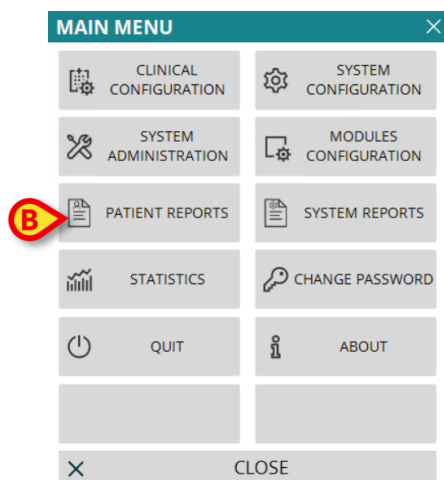 MAIN MENU
CLINICAL
CONFIGURATION
SYSTEM
CONFIGURATION
SYSTEM
ADMINISTRATION
MODULES
CONFIGURATION
B
PATIENT REPORTS
SYSTEM REPORTS
STATISTICS
CHANGE PASSWORD
QUIT
ABOUT
CLOSE